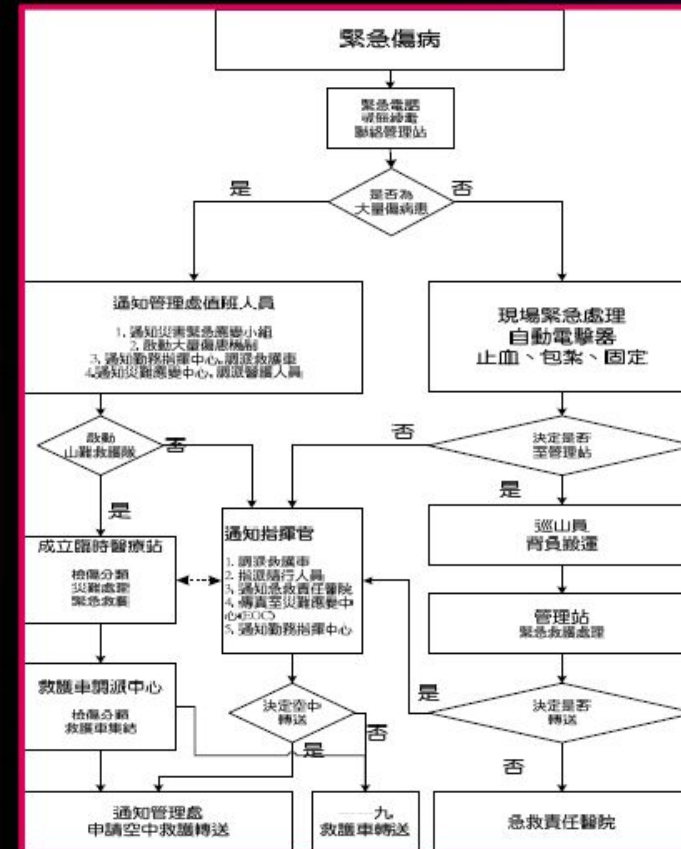 緊急傷病
緊急電話
或無線電
聯絡管理站
是否為
大量傷病患
是
否
通知管理處值班人員
1, 通知災害緊急應變小組
2, 啟動大量傷患機制
3, 通知勤務指揮中心,調派救護車
4,通知災難應變中心,調派醫護人員
現場緊急處理
自動電擊器
止血、包紮、固定
啟動
山難救護隊
否
否
決定是否
至管理站
是
是
成立臨時醫療站
檢傷分類
災難處理
緊急救護
通知指揮官
1, 調派救護車
2, 指派隨行人員
3, 通知急救責任醫院
4, 傳真至災難應變中
心(EOC)
5, 通知勤務指揮中心
巡山員
背負搬運
管理站
緊急救護處理
救護車調派中心
檢傷分類
救護車集結
決定空中
轉送
是
否
是
決定是否
轉送
否
通知管理處
申請空中救護轉送
一一九
救護車轉送
急救責任醫院